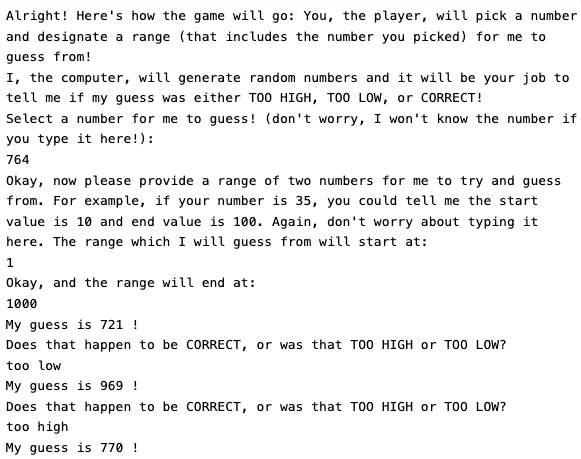 Alright! Here's how the game will go: You, the player, will pick a number
and designate a range (that includes the number you picked) for me to
guess from!
I, the computer, will generate random numbers and it will be your job to
tell me if my guess was either TOO HIGH, TOO LOW, or CORRECT!
Select a number for me to guess! (don't worry, I won't know the number if
you type it here!):
764
Okay, now please provide a range of two numbers for me to try and guess
from. For example, if your number is 35, you could tell me the start
value is 10 and end value is 100. Again, don't worry about typing it
here. The range which I will guess from will start at:
1
Okay, and the range will end at:
1000
My guess is 721 !
Does that happen to be CORRECT, or was that TOO HIGH or TOO LOW?
too low
My guess is 969 !
Does that happen to be CORRECT, or was that TOO HIGH or TOO LOW?
too high
My guess is 770 !